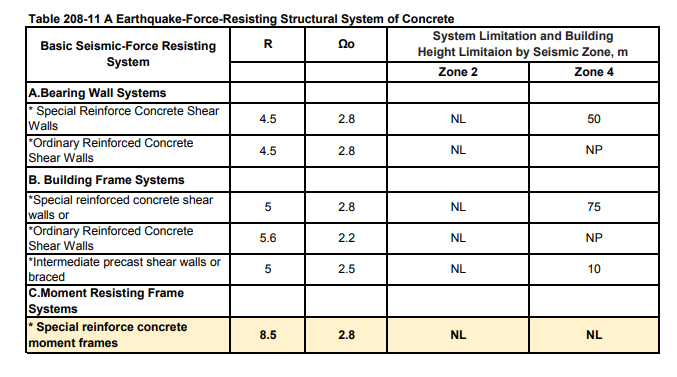 Table 208-11 A Earthquake-Force-Resisting Structural System of Concrete
Basic Seismic-Force Resisting System R Ωo System Limitation and Building Height Limitaion by Seismic Zone, m
Zone 2 Zone 4
A.Bearing Wall Systems
* Special Reinforce Concrete Shear Walls 4.5 2.8 NL 50
*Ordinary Reinforced Concrete Shear Walls 4.5 2.8 NL NP
B. Building Frame Systems
*Special reinforced concrete shear walls or 5 2.8 NL 75
*Ordinary Reinforced Concrete Shear Walls 5.6 2.2 NL NP
*Intermediate precast shear walls or braced 5 2.5 NL 10
C.Moment Resisting Frame Systems
* Special reinforce concrete moment frames 8.5 2.8 NL NL